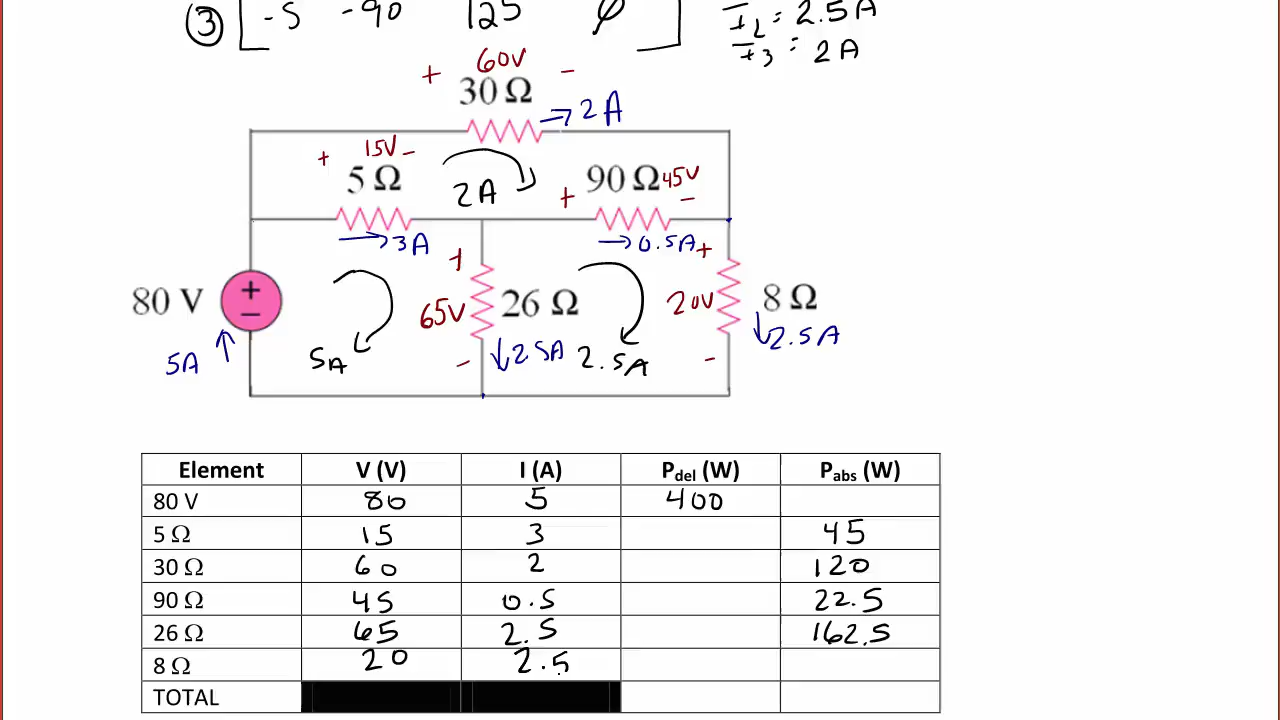 ③ [ -5 -90 125 φ ] I2 = 2.5A
I3 = 2A
+ 60V -
30 Ω → 2A
+ 15V -
5 Ω 2A + 90 Ω 45V -
→ 3A → 0.5A +
+
80 V + - 65V 26 Ω 20V 8 Ω
5A ↑ 5A - ↓ 2.5A 2.5A - ↓ 2.5A
Element V (V) I (A) Pdel (W) Pabs (W)
80 V 80 5 400
5 Ω 15 3 45
30 Ω 60 2 120
90 Ω 45 0.5 22.5
26 Ω 65 2.5 162.5
8 Ω 20 2.5
TOTAL